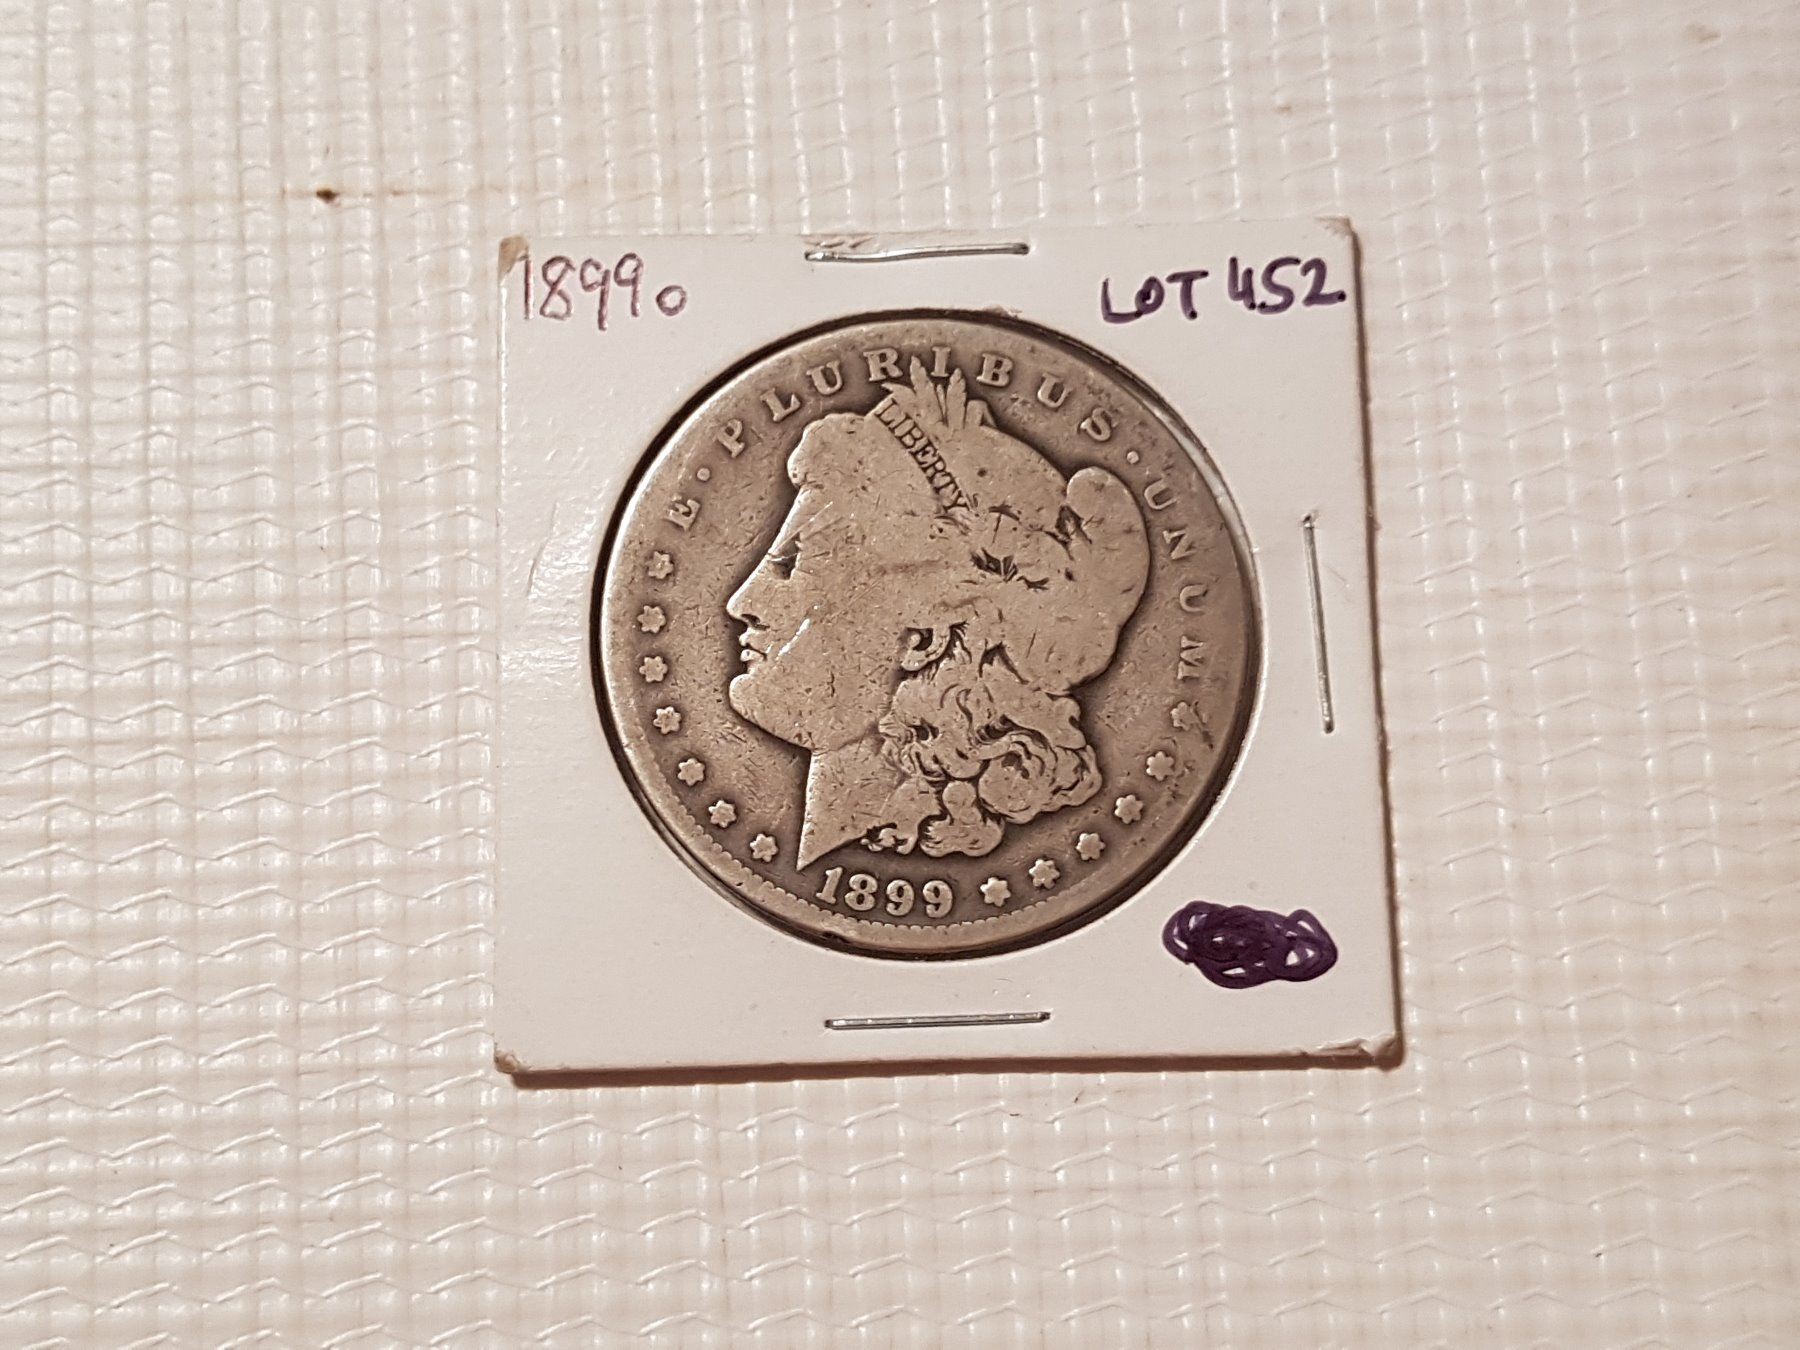 1899o
LOT 452
E · PLURIBUS · UNUM
LIBERTY
1899